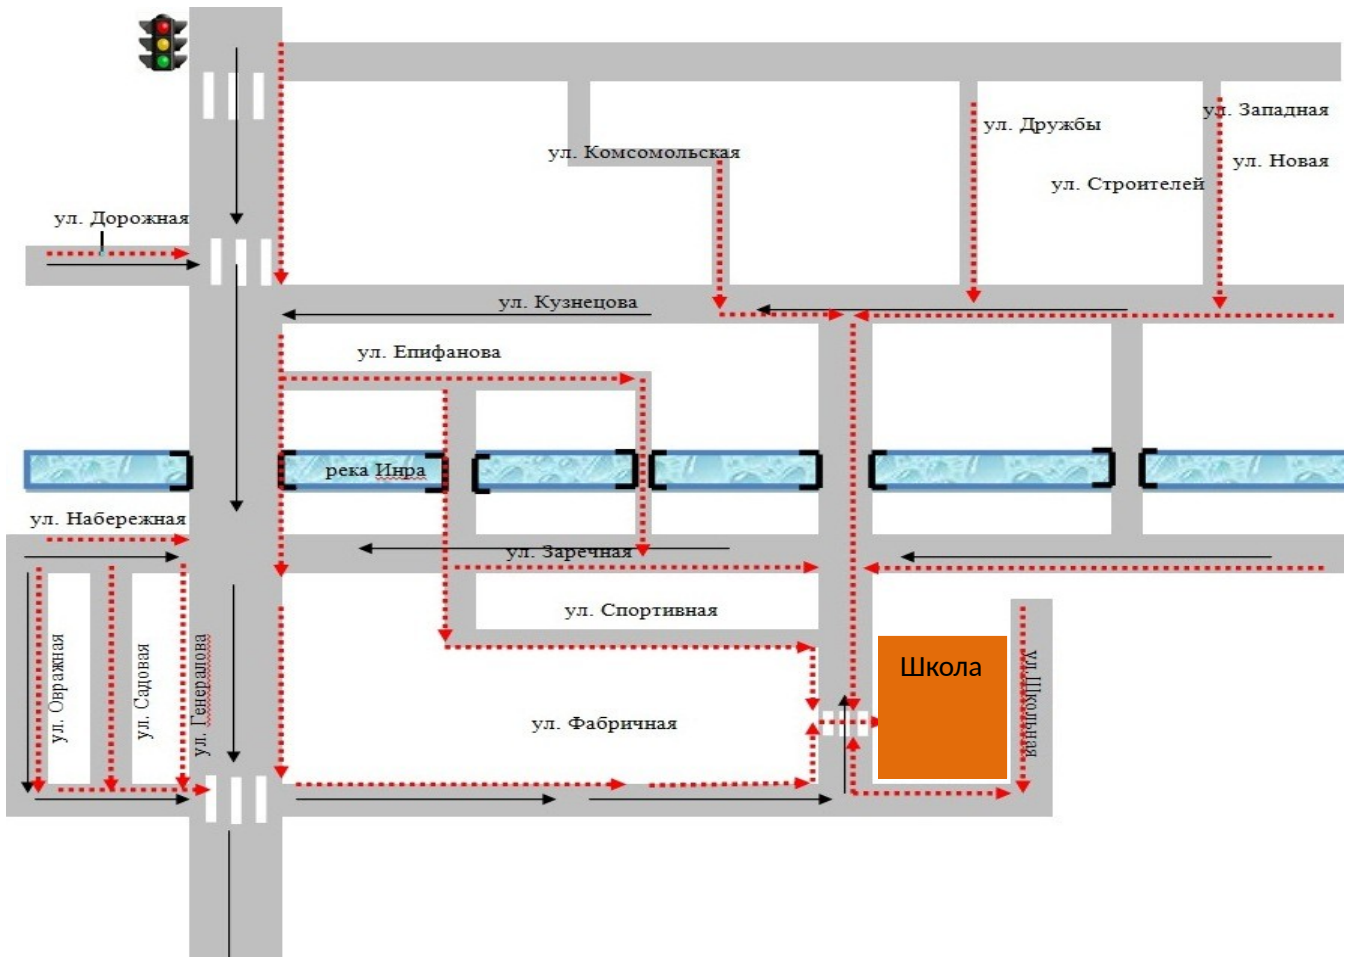 ул. Западная
ул. Дружбы
ул. Комсомольская
ул. Новая
ул. Строителей
ул. Дорожная
ул. Кузнецова
ул. Епифанова
река Инра
ул. Набережная
ул. Заречная
ул. Спортивная
ул. Овражная
ул. Садовая
ул. Генералова
Школа
ул.Школьная
ул. Фабричная